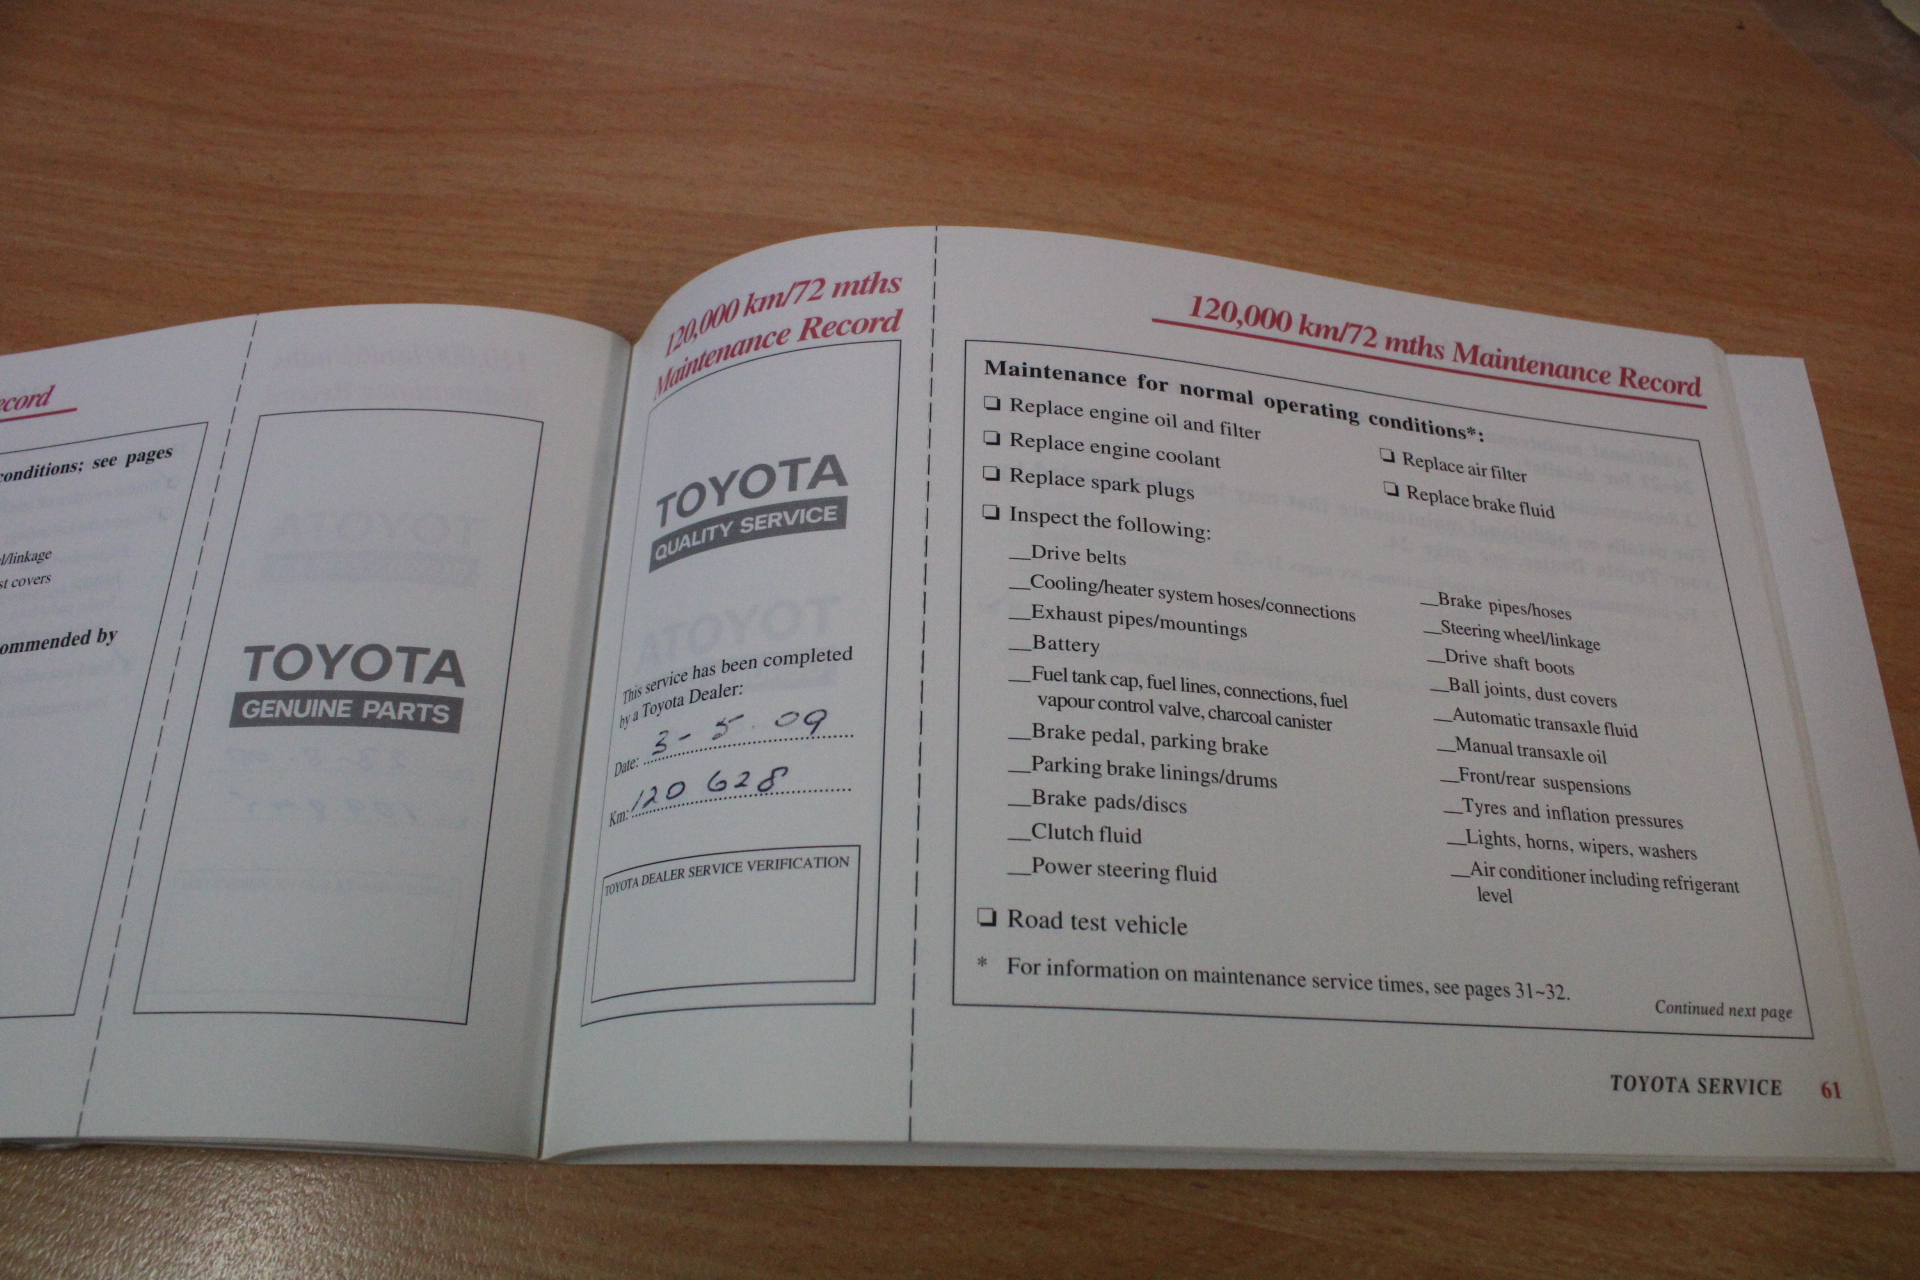 ecord
conditions; see pages
el/linkage
st covers
ommended by
TOYOTA
GENUINE PARTS
120,000 km/72 mths
Maintenance Record
TOYOTA
QUALITY SERVICE
This service has been completed
by a Toyota Dealer:
Date: 3-5.09
Km: 120 628
TOYOTA DEALER SERVICE VERIFICATION
120,000 km/72 mths Maintenance Record
Maintenance for normal operating conditions*:
❏ Replace engine oil and filter
❏ Replace engine coolant
❏ Replace spark plugs
❏ Replace air filter
❏ Replace brake fluid
❏ Inspect the following:
__Drive belts
__Cooling/heater system hoses/connections
__Exhaust pipes/mountings
__Battery
__Fuel tank cap, fuel lines, connections, fuel
vapour control valve, charcoal canister
__Brake pedal, parking brake
__Parking brake linings/drums
__Brake pads/discs
__Clutch fluid
__Power steering fluid
__Brake pipes/hoses
__Steering wheel/linkage
__Drive shaft boots
__Ball joints, dust covers
__Automatic transaxle fluid
__Manual transaxle oil
__Front/rear suspensions
__Tyres and inflation pressures
__Lights, horns, wipers, washers
__Air conditioner including refrigerant
level
❏ Road test vehicle
* For information on maintenance service times, see pages 31~32.
Continued next page
TOYOTA SERVICE 61